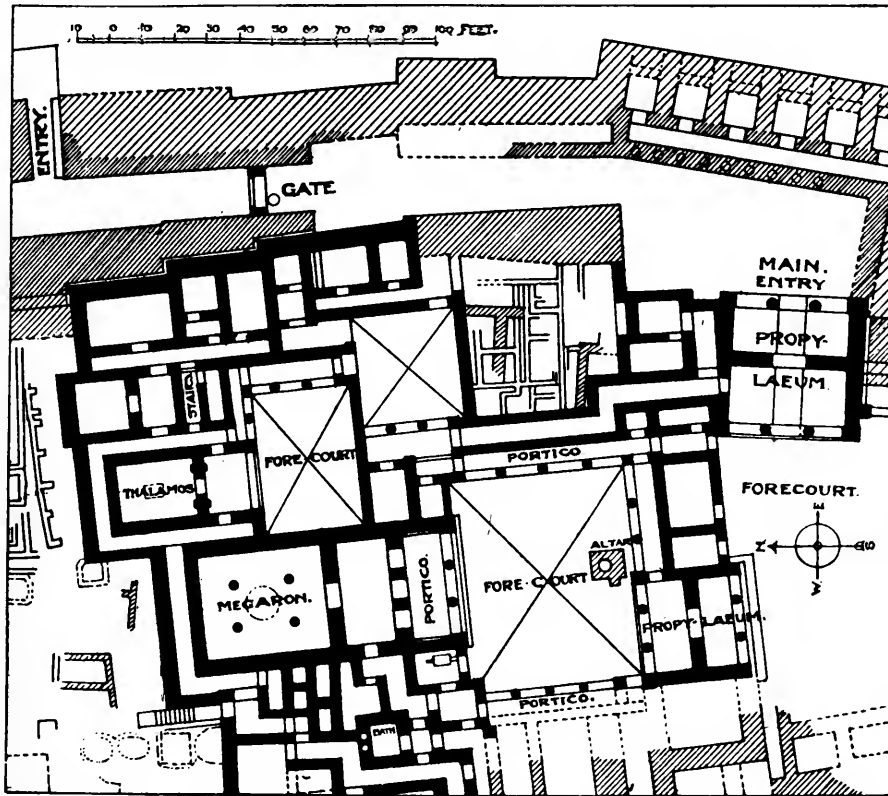 10 0 10 20 30 40 50 60 70 80 90 100 FEET.
ENTRY.
GATE
MAIN.
ENTRY
PROPY-
LAEUM.
STAIRS
FORE-COURT
PORTICO
THALAMOS
FORECOURT.
E
N
S
W
ALTAR
PORTICO.
FORE-COURT
MEGARON.
PROPY-LAEUM.
PORTICO.
BATH